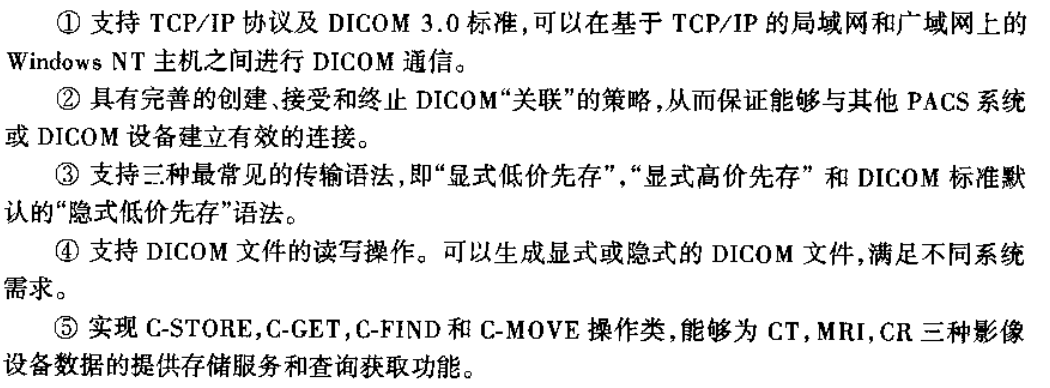 ① 支持 TCP/IP 协议及 DICOM 3.0 标准,可以在基于 TCP/IP 的局域网和广域网上的
Windows NT 主机之间进行 DICOM 通信。
② 具有完善的创建、接受和终止 DICOM“关联”的策略,从而保证能够与其他 PACS 系统
或 DICOM 设备建立有效的连接。
③ 支持三种最常见的传输语法,即“显式低价先存”,“显式高价先存” 和 DICOM 标准默
认的“隐式低价先存”语法。
④ 支持 DICOM 文件的读写操作。可以生成显式或隐式的 DICOM 文件,满足不同系统
需求。
⑤ 实现 C-STORE,C-GET,C-FIND 和 C-MOVE 操作类,能够为 CT,MRI,CR 三种影像
设备数据的提供存储服务和查询获取功能。